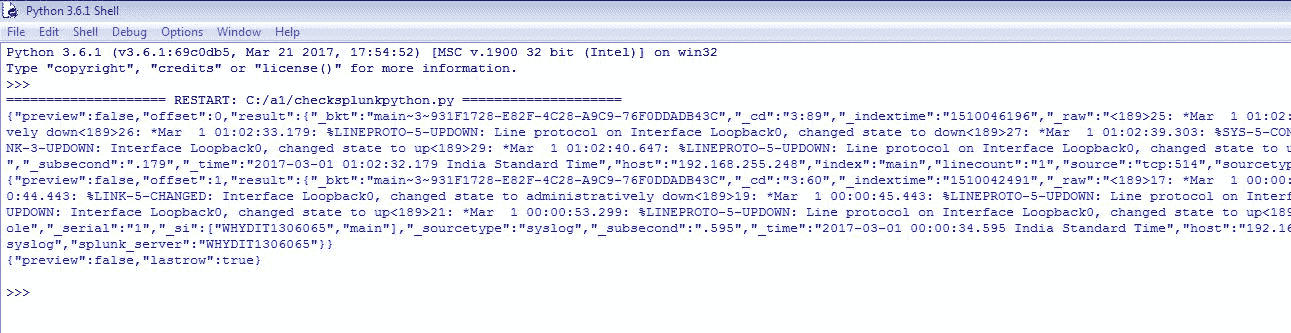 Python 3.6.1 Shell
File Edit Shell Debug Options Window Help
Python 3.6.1 (v3.6.1:69c0db5, Mar 21 2017, 17:54:52) [MSC v.1900 32 bit (Intel)] on win32
Type "copyright", "credits" or "license()" for more information.
>>>
==================== RESTART: C:/a1/checksplunkpython.py ====================
{"preview":false,"offset":0,"result":{"_bkt":"main~3~931F1728-E82F-4C28-A9C9-76F0DDADB43C","_cd":"3:89","_indextime":"1510046196","_raw":"<189>25: *Mar  1 01:02:
vely down<189>26: *Mar  1 01:02:33.179: %LINEPROTO-5-UPDOWN: Line protocol on Interface Loopback0, changed state to down<189>27: *Mar  1 01:02:39.303: %SYS-5-CON
NK-3-UPDOWN: Interface Loopback0, changed state to up<189>29: *Mar  1 01:02:40.647: %LINEPROTO-5-UPDOWN: Line protocol on Interface Loopback0, changed state to u
","_subsecond":".179","_time":"2017-03-01 01:02:32.179 India Standard Time","host":"192.168.255.248","index":"main","linecount":"1","source":"tcp:514","sourcetyp
{"preview":false,"offset":1,"result":{"_bkt":"main~3~931F1728-E82F-4C28-A9C9-76F0DDADB43C","_cd":"3:60","_indextime":"1510042491","_raw":"<189>17: *Mar  1 00:00:
0:44.443: %LINK-5-CHANGED: Interface Loopback0, changed state to administratively down<189>19: *Mar  1 00:00:45.443: %LINEPROTO-5-UPDOWN: Line protocol on Interf
UPDOWN: Interface Loopback0, changed state to up<189>21: *Mar  1 00:00:53.299: %LINEPROTO-5-UPDOWN: Line protocol on Interface Loopback0, changed state to up<189
ole","_serial":"1","_si":["WHYDIT1306065","main"],"_sourcetype":"syslog","_subsecond":".595","_time":"2017-03-01 00:00:34.595 India Standard Time","host":"192.16
syslog","splunk_server":"WHYDIT1306065"}}
{"preview":false,"lastrow":true}
>>>